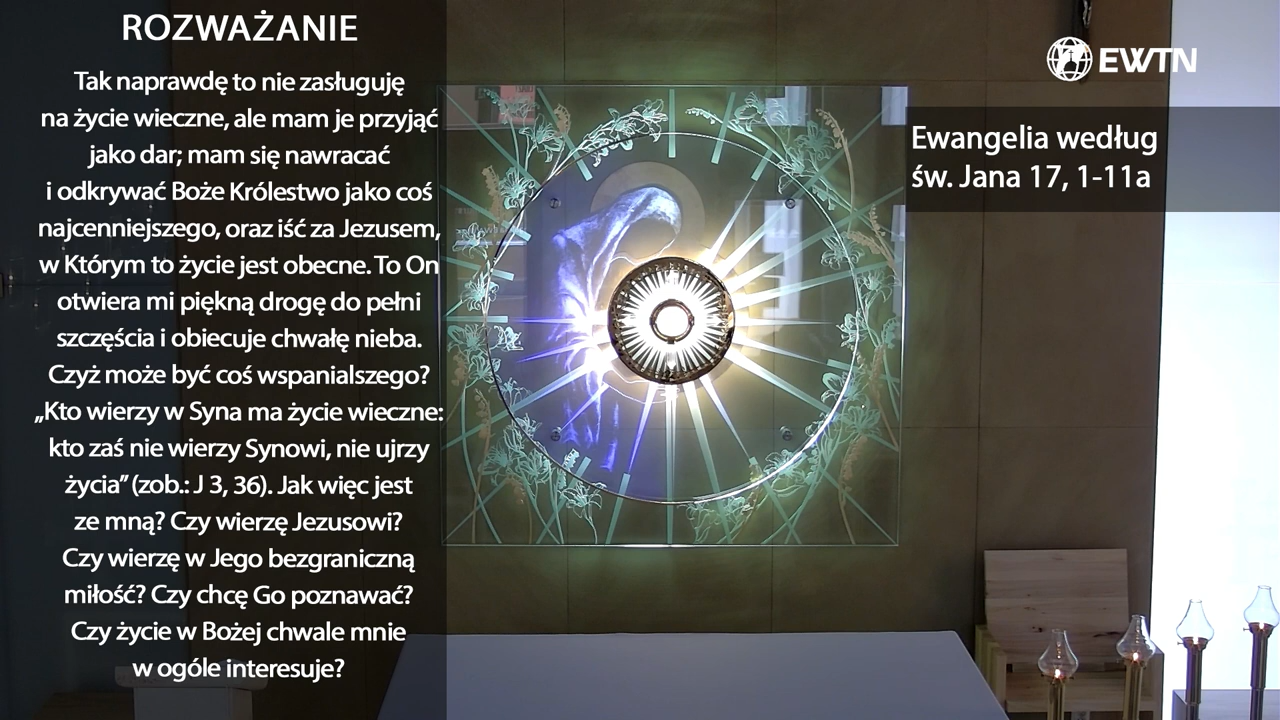 ROZWAŻANIE
Tak naprawdę to nie zasługuję
na życie wieczne, ale mam je przyjąć
jako dar; mam się nawracać
i odkrywać Boże Królestwo jako coś
najcenniejszego, oraz iść za Jezusem,
w Którym to życie jest obecne. To On
otwiera mi piękną drogę do pełni
szczęścia i obiecuje chwałę nieba.
Czyż może być coś wspanialszego?
„Kto wierzy w Syna ma życie wieczne:
kto zaś nie wierzy Synowi, nie ujrzy
życia” (zob.: J 3, 36). Jak więc jest
ze mną? Czy wierzę Jezusowi?
Czy wierzę w Jego bezgraniczną
miłość? Czy chcę Go poznawać?
Czy życie w Bożej chwale mnie
w ogóle interesuje?
EWTN
Ewangelia według
św. Jana 17, 1-11a